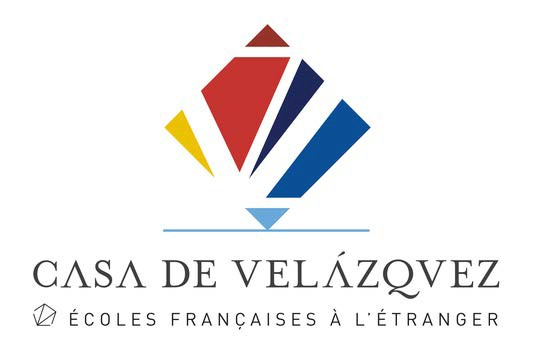 CASA DE VELÁZQVEZ
ÉCOLES FRANÇAISES À L'ÉTRANGER